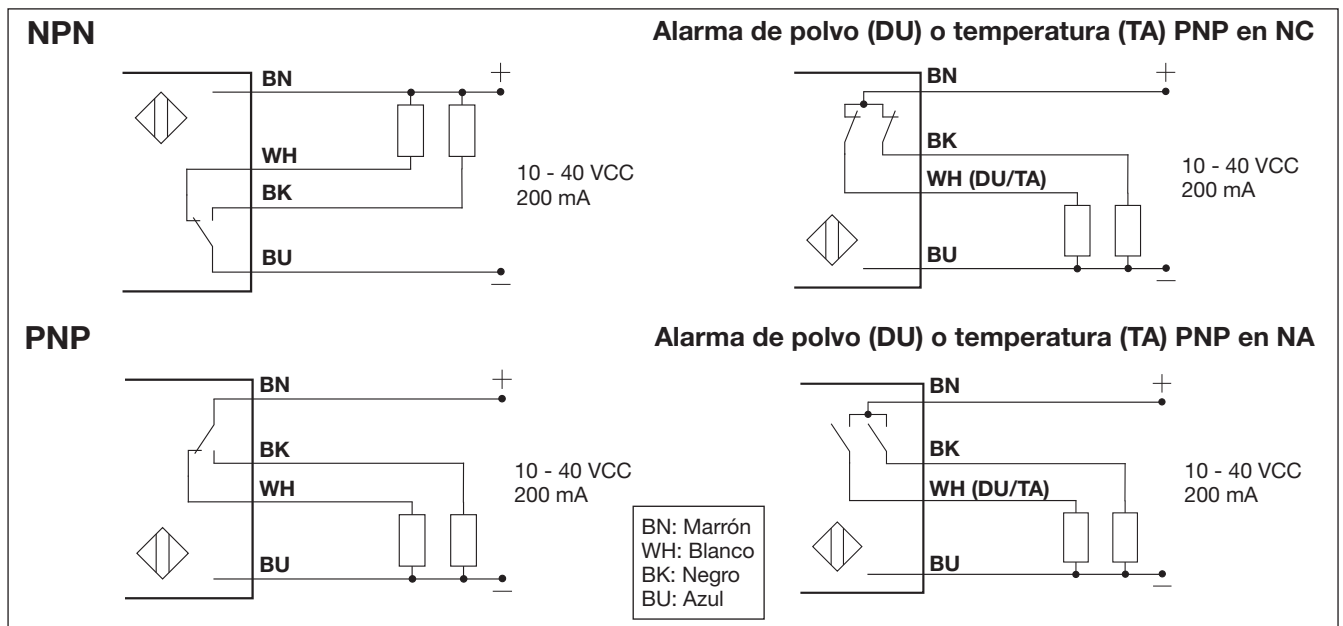 NPN
BN
+
WH
BK
BU
−
10 - 40 VCC
200 mA
Alarma de polvo (DU) o temperatura (TA) PNP en NC
BN
+
BK
WH (DU/TA)
BU
−
10 - 40 VCC
200 mA
PNP
BN
+
BK
WH
BU
−
10 - 40 VCC
200 mA
BN: Marrón
WH: Blanco
BK: Negro
BU: Azul
Alarma de polvo (DU) o temperatura (TA) PNP en NA
BN
+
BK
WH (DU/TA)
BU
−
10 - 40 VCC
200 mA